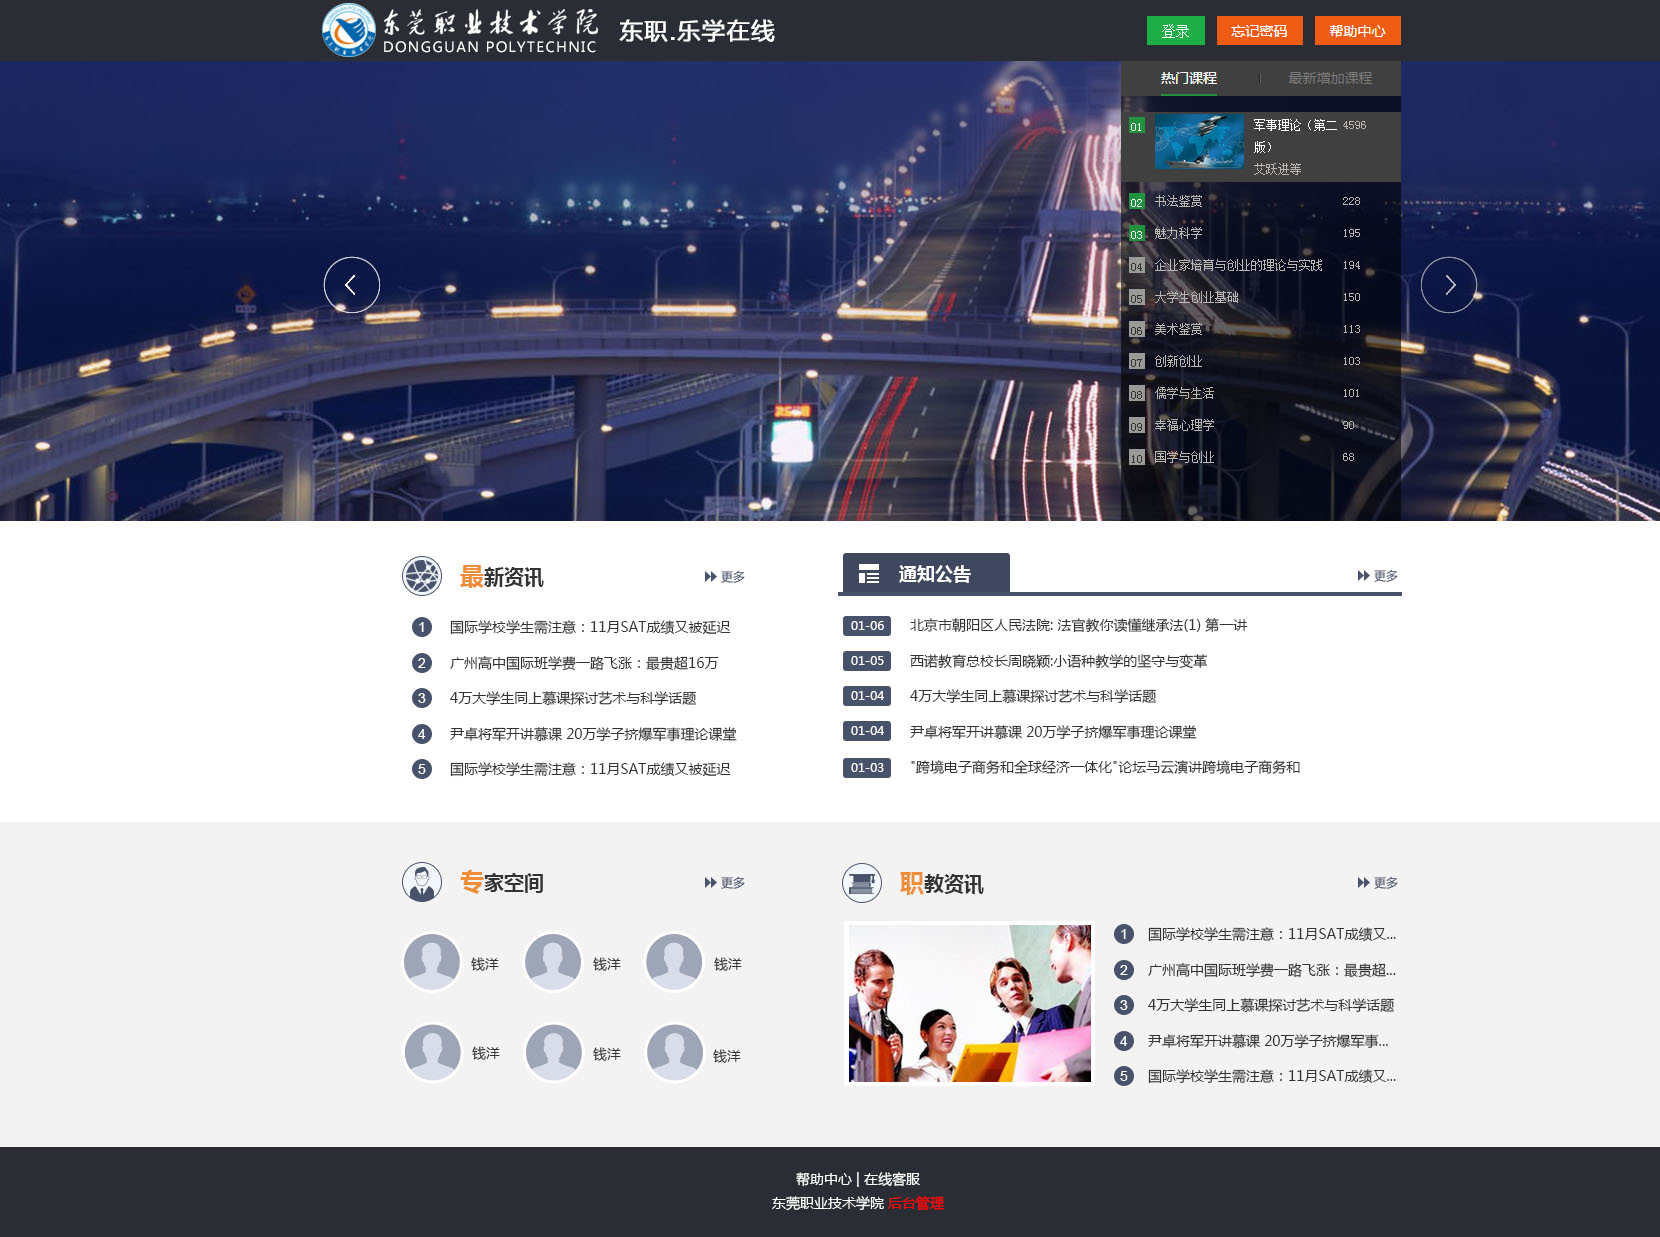 东莞职业技术学院
DONGGUAN POLYTECHNIC
东职.乐学在线
登录
忘记密码
帮助中心
热门课程
最新增加课程
01
军事理论（第二版）
4596
艾跃进等
02 书法鉴赏 228
03 魅力科学 195
04 企业家培育与创业的理论与实践 194
05 大学生创业基础 150
06 美术鉴赏 113
07 创新创业 103
08 儒学与生活 101
09 幸福心理学 90
10 国学与创业 68
最新资讯
更多
1 国际学校学生需注意：11月SAT成绩又被延迟
2 广州高中国际班学费一路飞涨：最贵超16万
3 4万大学生同上慕课探讨艺术与科学话题
4 尹卓将军开讲慕课 20万学子挤爆军事理论课堂
5 国际学校学生需注意：11月SAT成绩又被延迟
通知公告
更多
01-06 北京市朝阳区人民法院: 法官教你读懂继承法(1) 第一讲
01-05 西诺教育总校长周晓颖:小语种教学的坚守与变革
01-04 4万大学生同上慕课探讨艺术与科学话题
01-04 尹卓将军开讲慕课 20万学子挤爆军事理论课堂
01-03 "跨境电子商务和全球经济一体化"论坛马云演讲跨境电子商务和
专家空间
更多
钱洋
钱洋
钱洋
钱洋
钱洋
钱洋
职教资讯
更多
1 国际学校学生需注意：11月SAT成绩又...
2 广州高中国际班学费一路飞涨：最贵超...
3 4万大学生同上慕课探讨艺术与科学话题
4 尹卓将军开讲慕课 20万学子挤爆军事...
5 国际学校学生需注意：11月SAT成绩又...
帮助中心 | 在线客服
东莞职业技术学院 后台管理